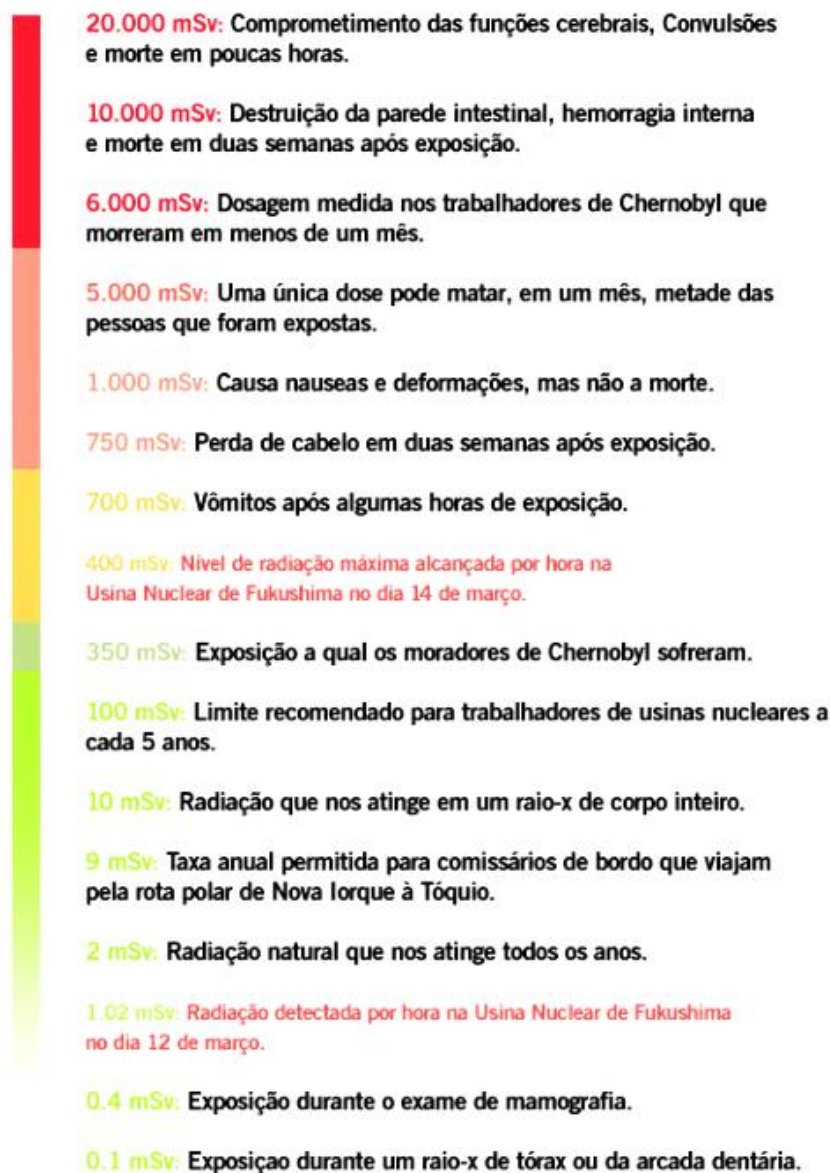 20.000 mSv: Comprometimento das funções cerebrais, Convulsões
e morte em poucas horas.
10.000 mSv: Destruição da parede intestinal, hemorragia interna
e morte em duas semanas após exposição.
6.000 mSv: Dosagem medida nos trabalhadores de Chernobyl que
morreram em menos de um mês.
5.000 mSv: Uma única dose pode matar, em um mês, metade das
pessoas que foram expostas.
1.000 mSv: Causa nauseas e deformações, mas não a morte.
750 mSv: Perda de cabelo em duas semanas após exposição.
700 mSv: Vômitos após algumas horas de exposição.
400 mSv: Nível de radiação máxima alcançada por hora na
Usina Nuclear de Fukushima no dia 14 de março.
350 mSv: Exposição a qual os moradores de Chernobyl sofreram.
100 mSv: Limite recomendado para trabalhadores de usinas nucleares a
cada 5 anos.
10 mSv: Radiação que nos atinge em um raio-x de corpo inteiro.
9 mSv: Taxa anual permitida para comissários de bordo que viajam
pela rota polar de Nova Iorque à Tóquio.
2 mSv: Radiação natural que nos atinge todos os anos.
1.02 mSv: Radiação detectada por hora na Usina Nuclear de Fukushima
no dia 12 de março.
0.4 mSv: Exposição durante o exame de mamografia.
0.1 mSv: Exposiçao durante um raio-x de tórax ou da arcada dentária.